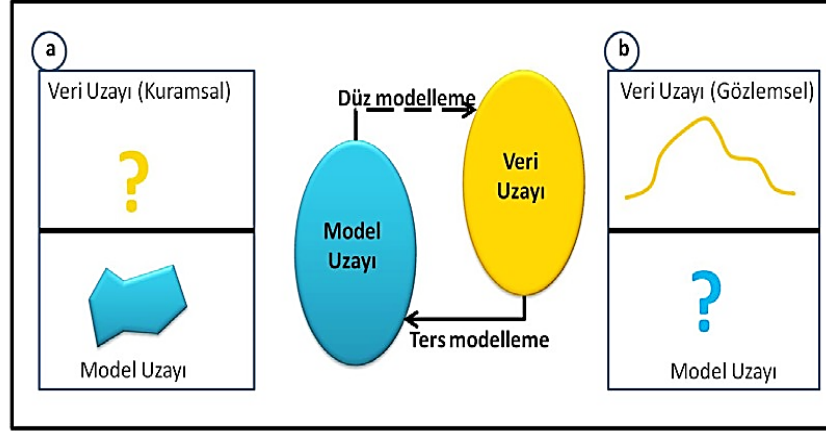 a
Veri Uzayı (Kuramsal)
?
Model Uzayı
Düz modelleme
Model
Uzayı
Veri
Uzayı
Ters modelleme
b
Veri Uzayı (Gözlemsel)
?
Model Uzayı